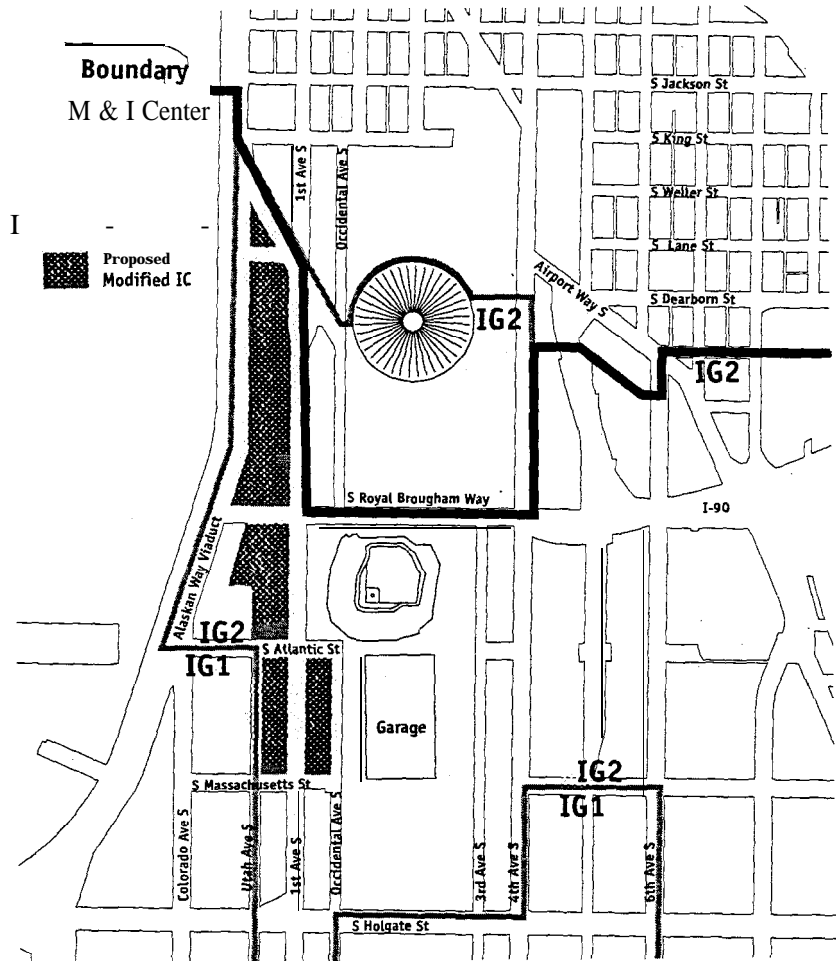 Boundary
M & I Center
I - -
Proposed
Modified IC
S Jackson St
S King St
S Weller St
S Lane St
S Dearborn St
1st Ave S
Occidental Ave S
Airport Way S
IG2
IG2
S Royal Brougham Way
I-90
Alaskan Way Viaduct
IG2
IG1
S Atlantic St
Garage
S Massachusetts St
IG2
IG1
Colorado Ave S
Utah Ave S
1st Ave S
Occidental Ave S
3rd Ave S
4th Ave S
6th Ave S
S Holgate St